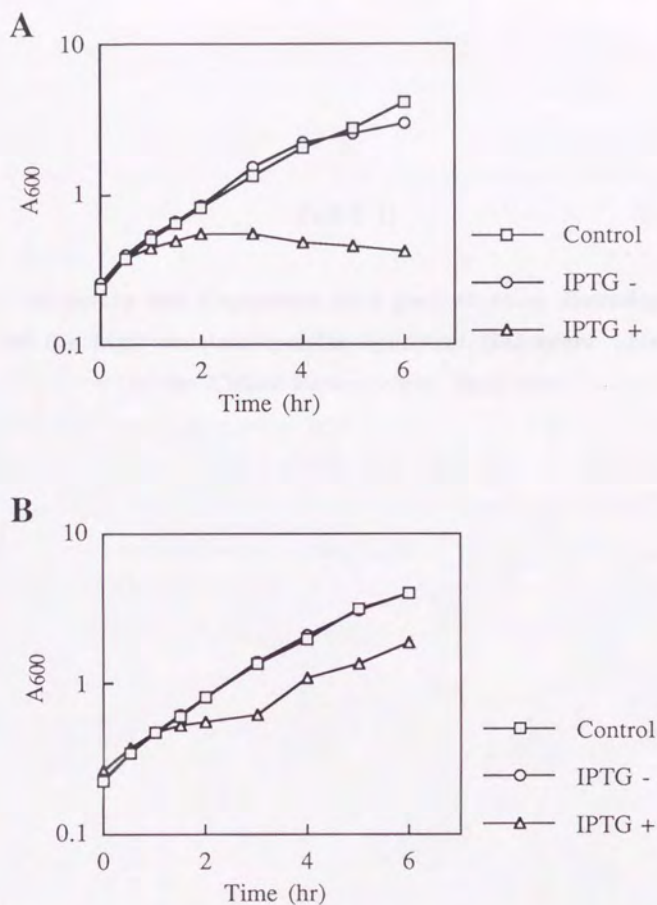 A
10
1
0.1
A600
0 2 4 6
Time (hr)
Control
IPTG -
IPTG +
B
10
1
0.1
A600
0 2 4 6
Time (hr)
Control
IPTG -
IPTG +